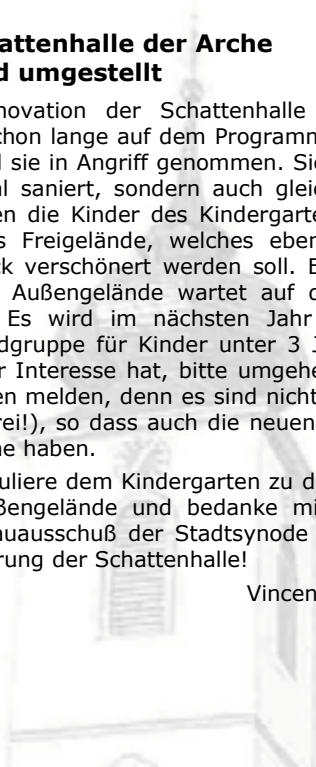 attenhalle der Arche
d umgestellt
novation der Schattenhalle
chon lange auf dem Programm
l sie in Angriff genommen. Sie
al saniert, sondern auch gleic
en die Kinder des Kindergarte
s Freigelände, welches eben
ck verschönert werden soll. E
Außengelände wartet auf d
Es wird im nächsten Jahr
dgruppe für Kinder unter 3 J
r Interesse hat, bitte umgehe
en melden, denn es sind nicht
rei!), so dass auch die neuen
ne haben.
uliere dem Kindergarten zu d
ßengelände und bedanke mi
auausschuß der Stadtsynode
rung der Schattenhalle!
Vincen